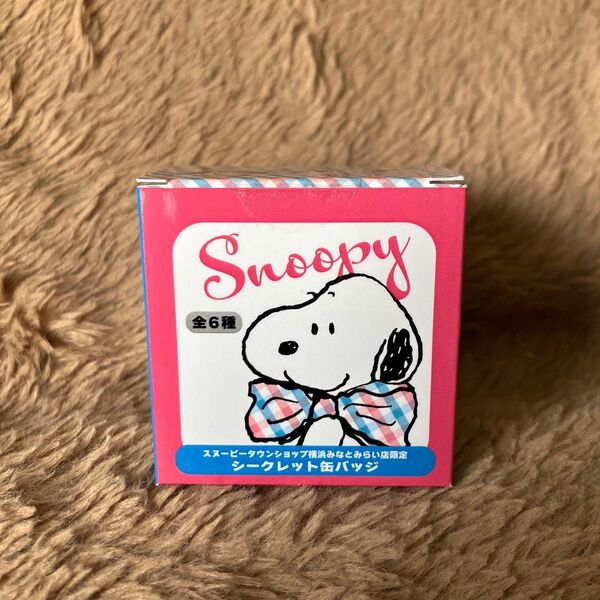 Snoopy
全6種
スヌーピータウンショップ横浜みなとみらい店限定
シークレット缶バッジ